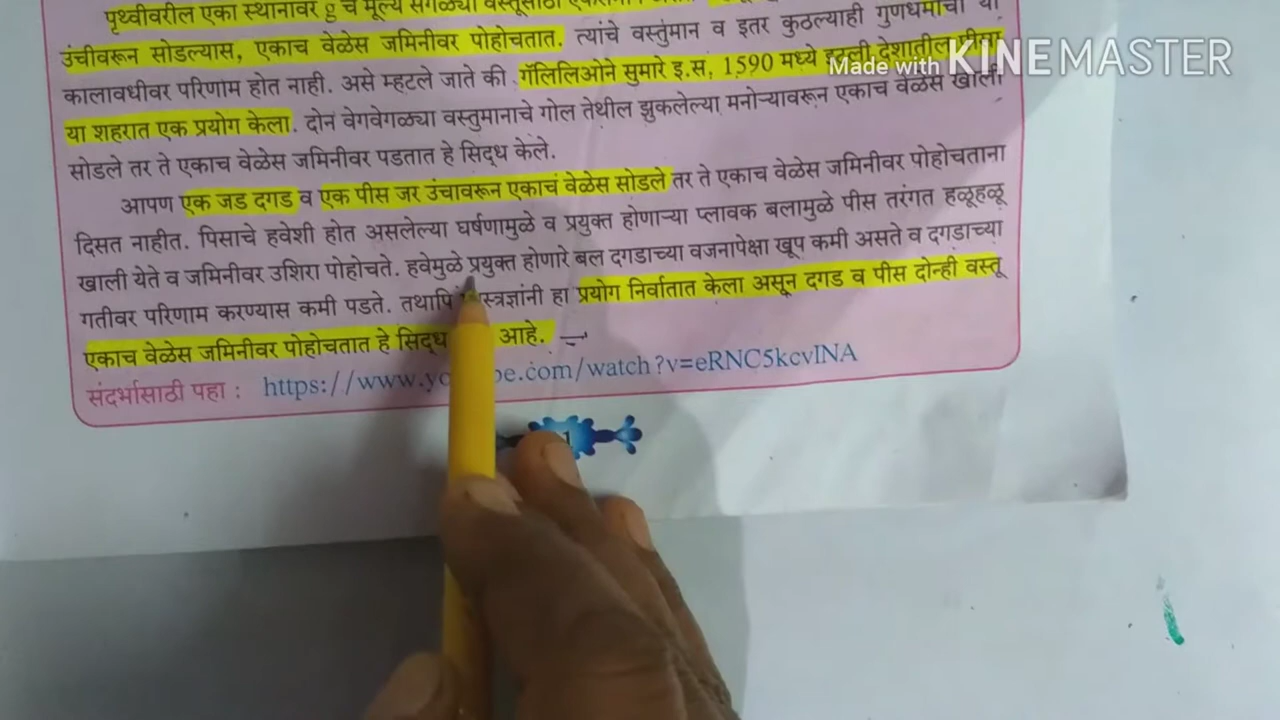 पृथ्वीवरील एका स्थानावर g चे मूल्य सगळ्या वस्तूंसाठी
Made with KINEMASTER
उंचीवरून सोडल्यास, एकाच वेळेस जमिनीवर पोहोचतात. त्यांचे वस्तुमान व इतर कुठल्याही गुणधर्मांचा या
कालावधीवर परिणाम होत नाही. असे म्हटले जाते की गॅलिलिओने सुमारे इ.स. 1590 मध्ये इटली देशातील पीसा
या शहरात एक प्रयोग केला. दोन वेगवेगळ्या वस्तुमानाचे गोल तेथील झुकलेल्या मनोऱ्यावरून एकाच वेळेस खाली
सोडले तर ते एकाच वेळेस जमिनीवर पडतात हे सिद्ध केले.
आपण एक जड दगड व एक पीस जर उंचावरून एकाच वेळेस सोडले तर ते एकाच वेळेस जमिनीवर पोहोचताना
दिसत नाहीत. पिसाचे हवेशी होत असलेल्या घर्षणामुळे व प्रयुक्त होणाऱ्या प्लावक बलामुळे पीस तरंगत हळूहळू
खाली येते व जमिनीवर उशिरा पोहोचते. हवेमुळे प्रयुक्त होणारे बल दगडाच्या वजनापेक्षा खूप कमी असते व दगडाच्या
गतीवर परिणाम करण्यास कमी पडते. तथापि हा प्रयोग निर्वातात केला असून दगड व पीस दोन्ही वस्तू
एकाच वेळेस जमिनीवर पोहोचतात हे सिद्ध आहे.
संदर्भासाठी पहा : https://www.yo be.com/watch?v=eRNC5kcvINA